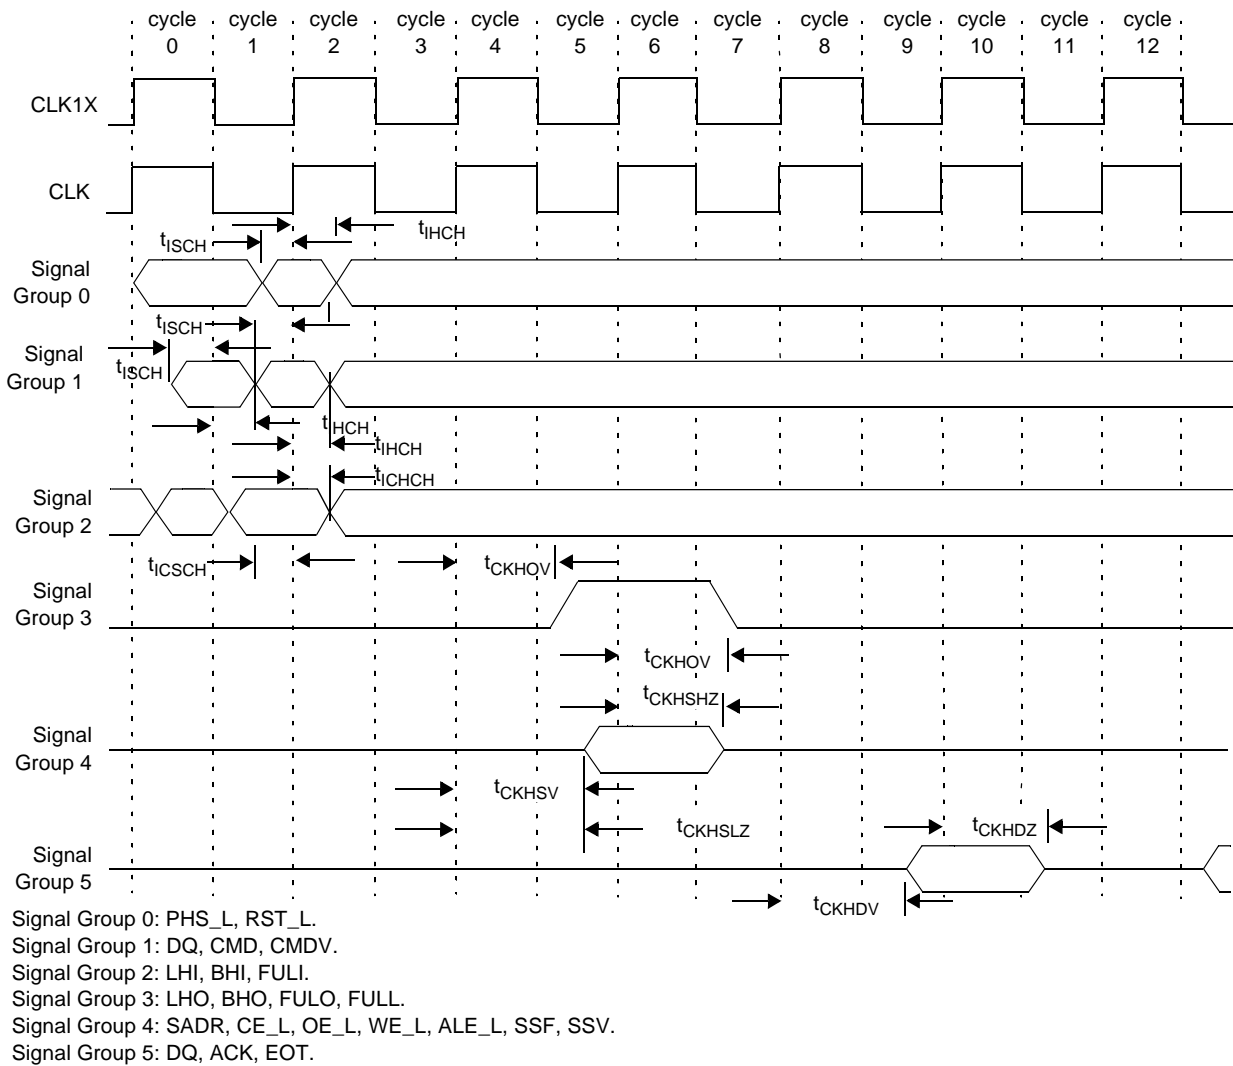 cycle cycle cycle cycle cycle cycle cycle cycle cycle cycle cycle cycle cycle
0 1 2 3 4 5 6 7 8 9 10 11 12
CLK1X
CLK
tIHCH
tISCH
Signal
Group 0
tISCH
Signal
Group 1
tISCH
tIHCH
tIHCH
tICHCH
Signal
Group 2
tICSCH
tCKHOV
Signal
Group 3
tCKHOV
tCKHSHZ
Signal
Group 4
tCKHSV
tCKHSLZ
tCKHDZ
Signal
Group 5
tCKHDV
Signal Group 0: PHS_L, RST_L.
Signal Group 1: DQ, CMD, CMDV.
Signal Group 2: LHI, BHI, FULI.
Signal Group 3: LHO, BHO, FULO, FULL.
Signal Group 4: SADR, CE_L, OE_L, WE_L, ALE_L, SSF, SSV.
Signal Group 5: DQ, ACK, EOT.